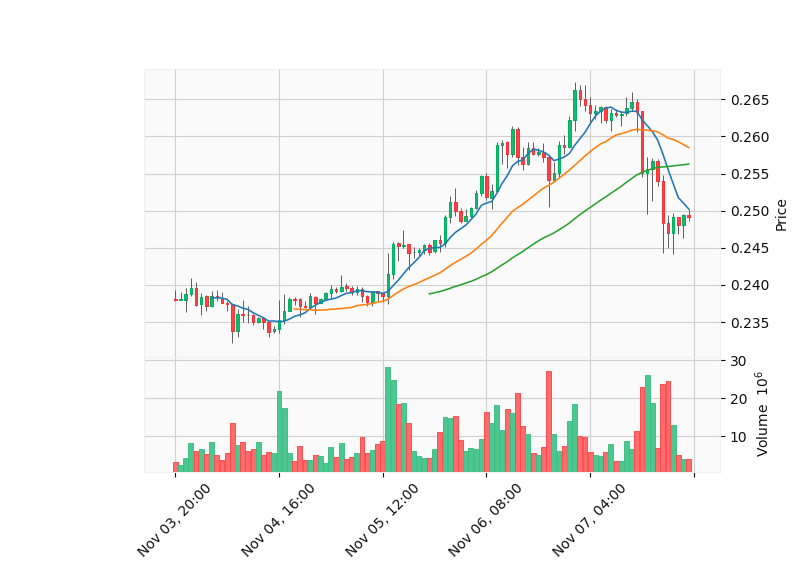 0.265
0.260
0.255
0.250
0.245
0.240
0.235
Price
30
20
10
Volume 10^6
Nov 03, 20:00
Nov 04, 16:00
Nov 05, 12:00
Nov 06, 08:00
Nov 07, 04:00